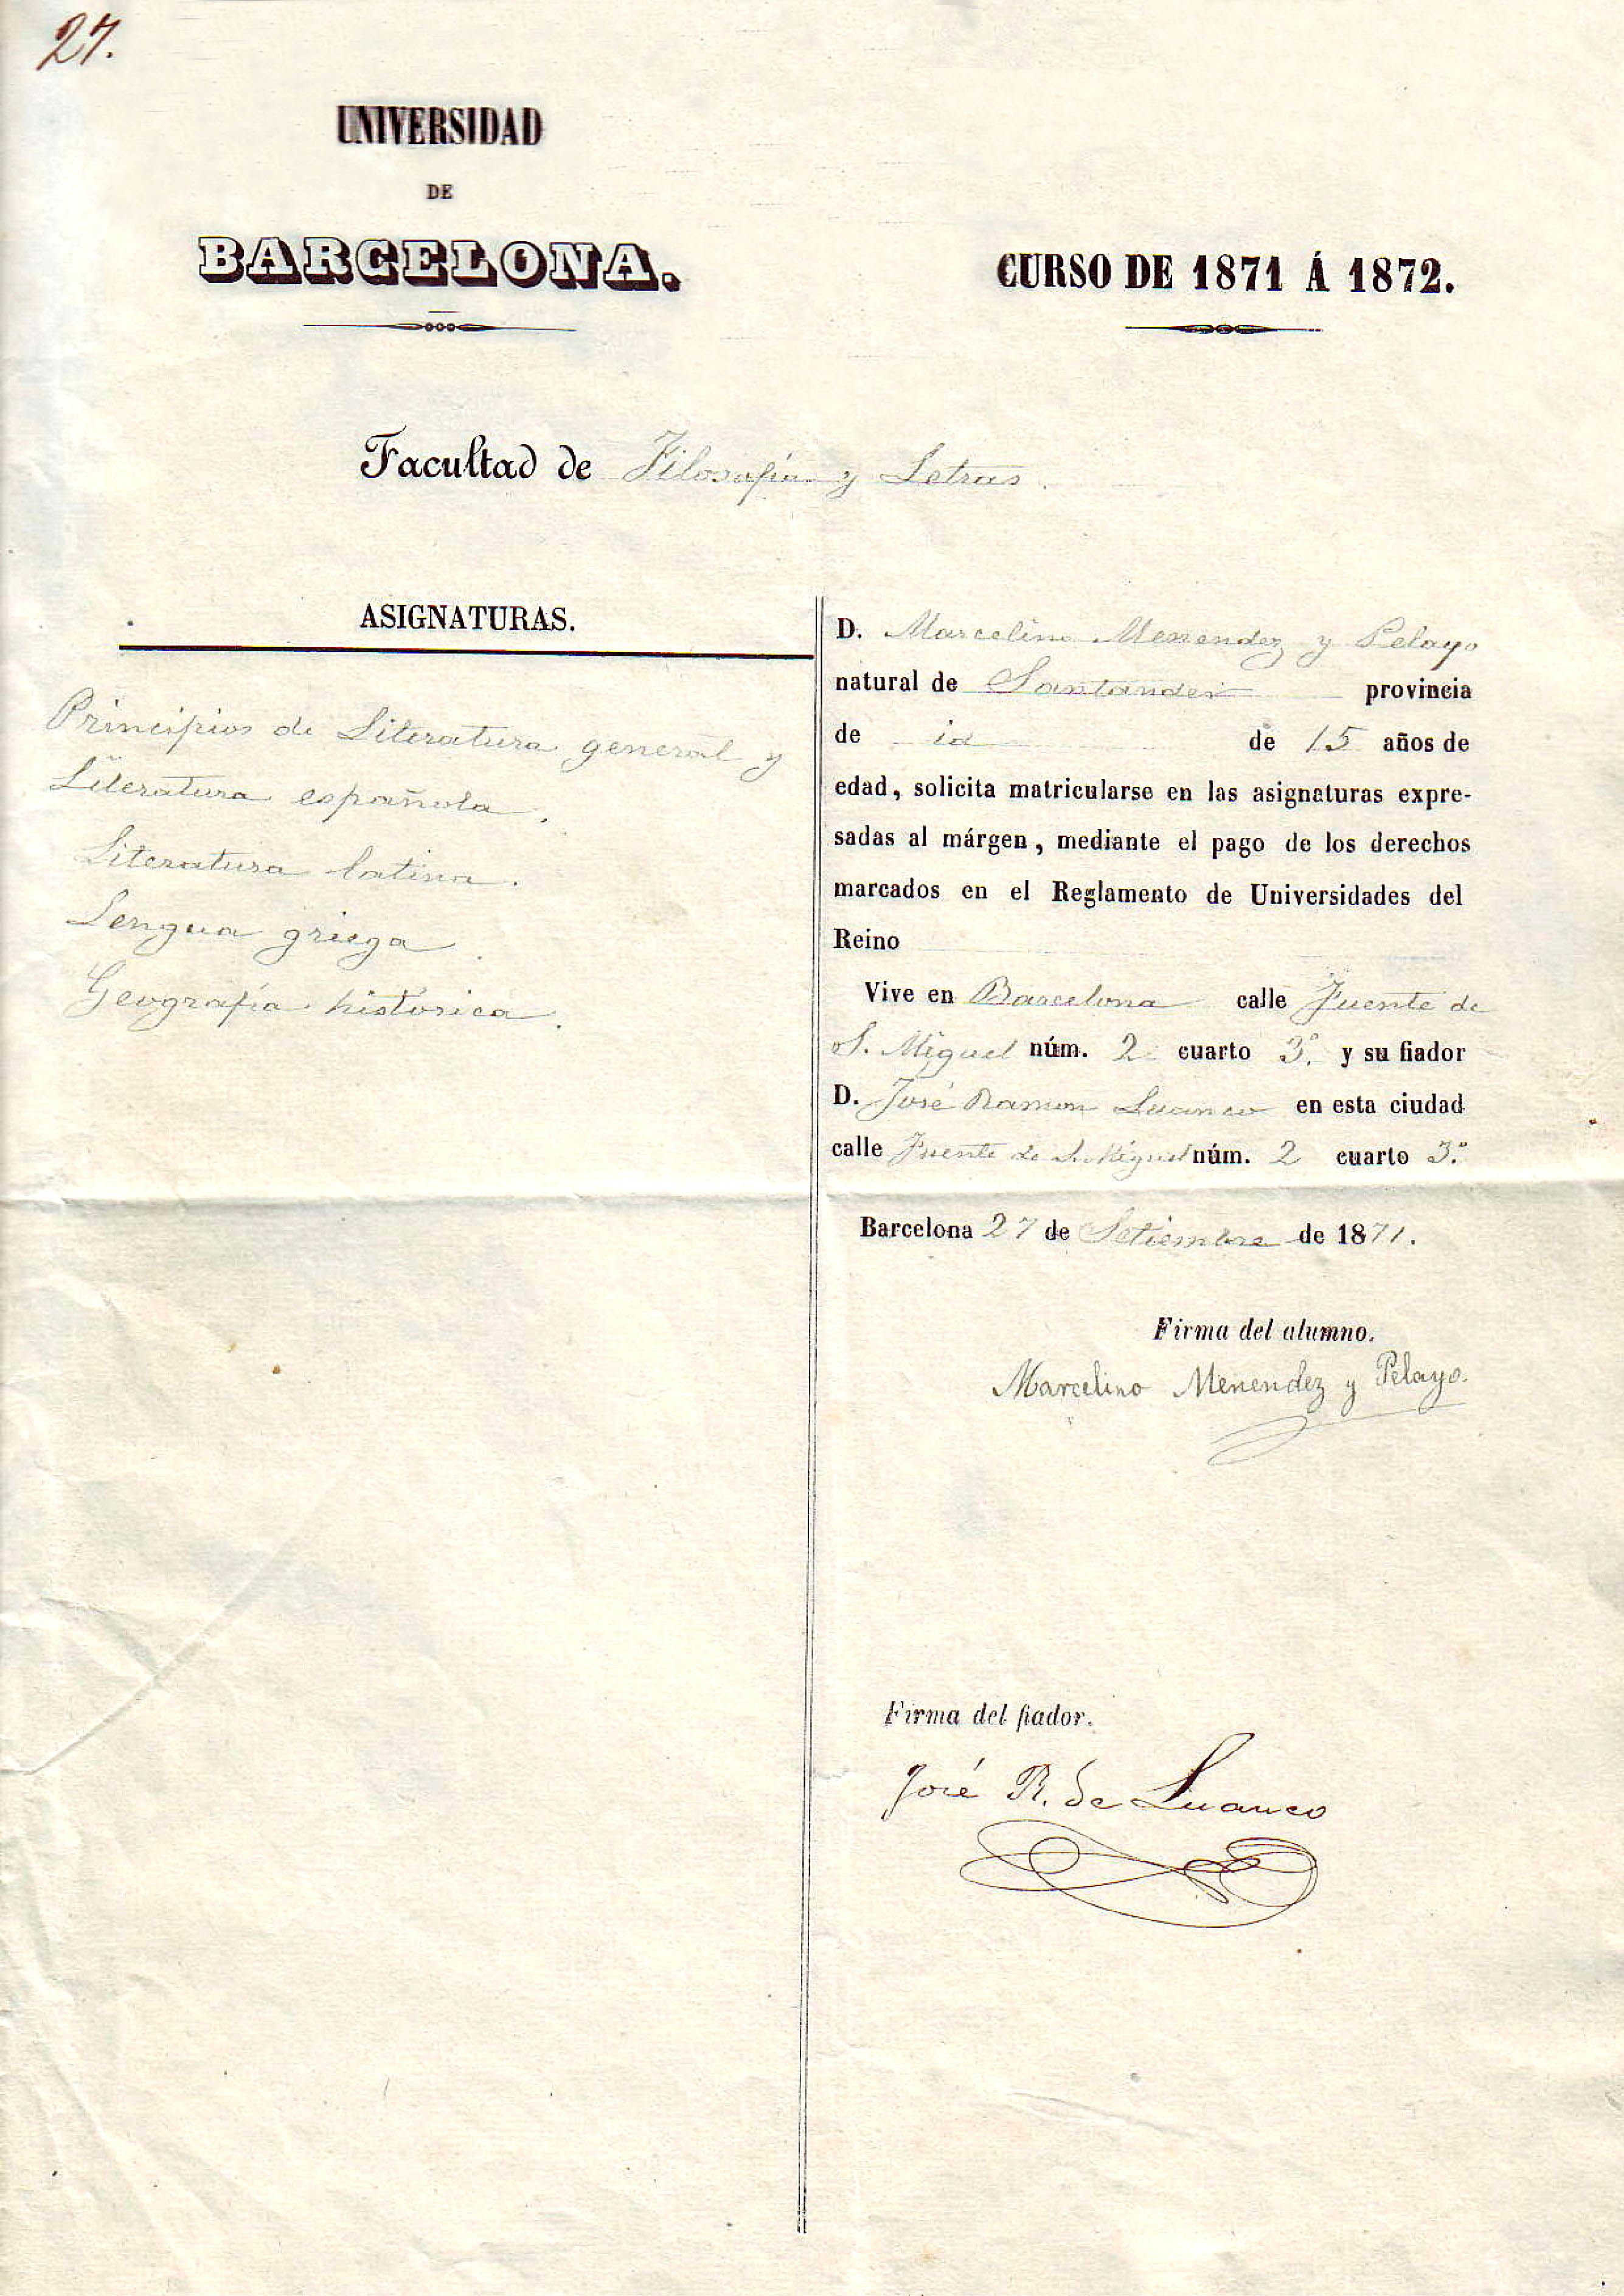 27.
UNIVERSIDAD
DE
BARCELONA.
CURSO DE 1871 Á 1872.
Facultad de Filosofía y Letras.
ASIGNATURAS.
Principios de Literatura general y
Literatura española.
Literatura latina.
Lengua griega.
Geografía historica.
D. Marcelino Menendez y Pelayo
natural de Santander provincia
de id de 15 años de
edad, solicita matricularse en las asignaturas expre-
sadas al márgen, mediante el pago de los derechos
marcados en el Reglamento de Universidades del
Reino
Vive en Barcelona calle Fuente de
S. Miguel núm. 2 cuarto 3.º y su fiador
D. José Ramon Luanco en esta ciudad
calle Fuente de S. Miguel núm. 2 cuarto 3.º
Barcelona 27 de Setiembre de 1871.
Firma del alumno.
Marcelino Menendez y Pelayo.
Firma del fiador.
José R. de Luanco